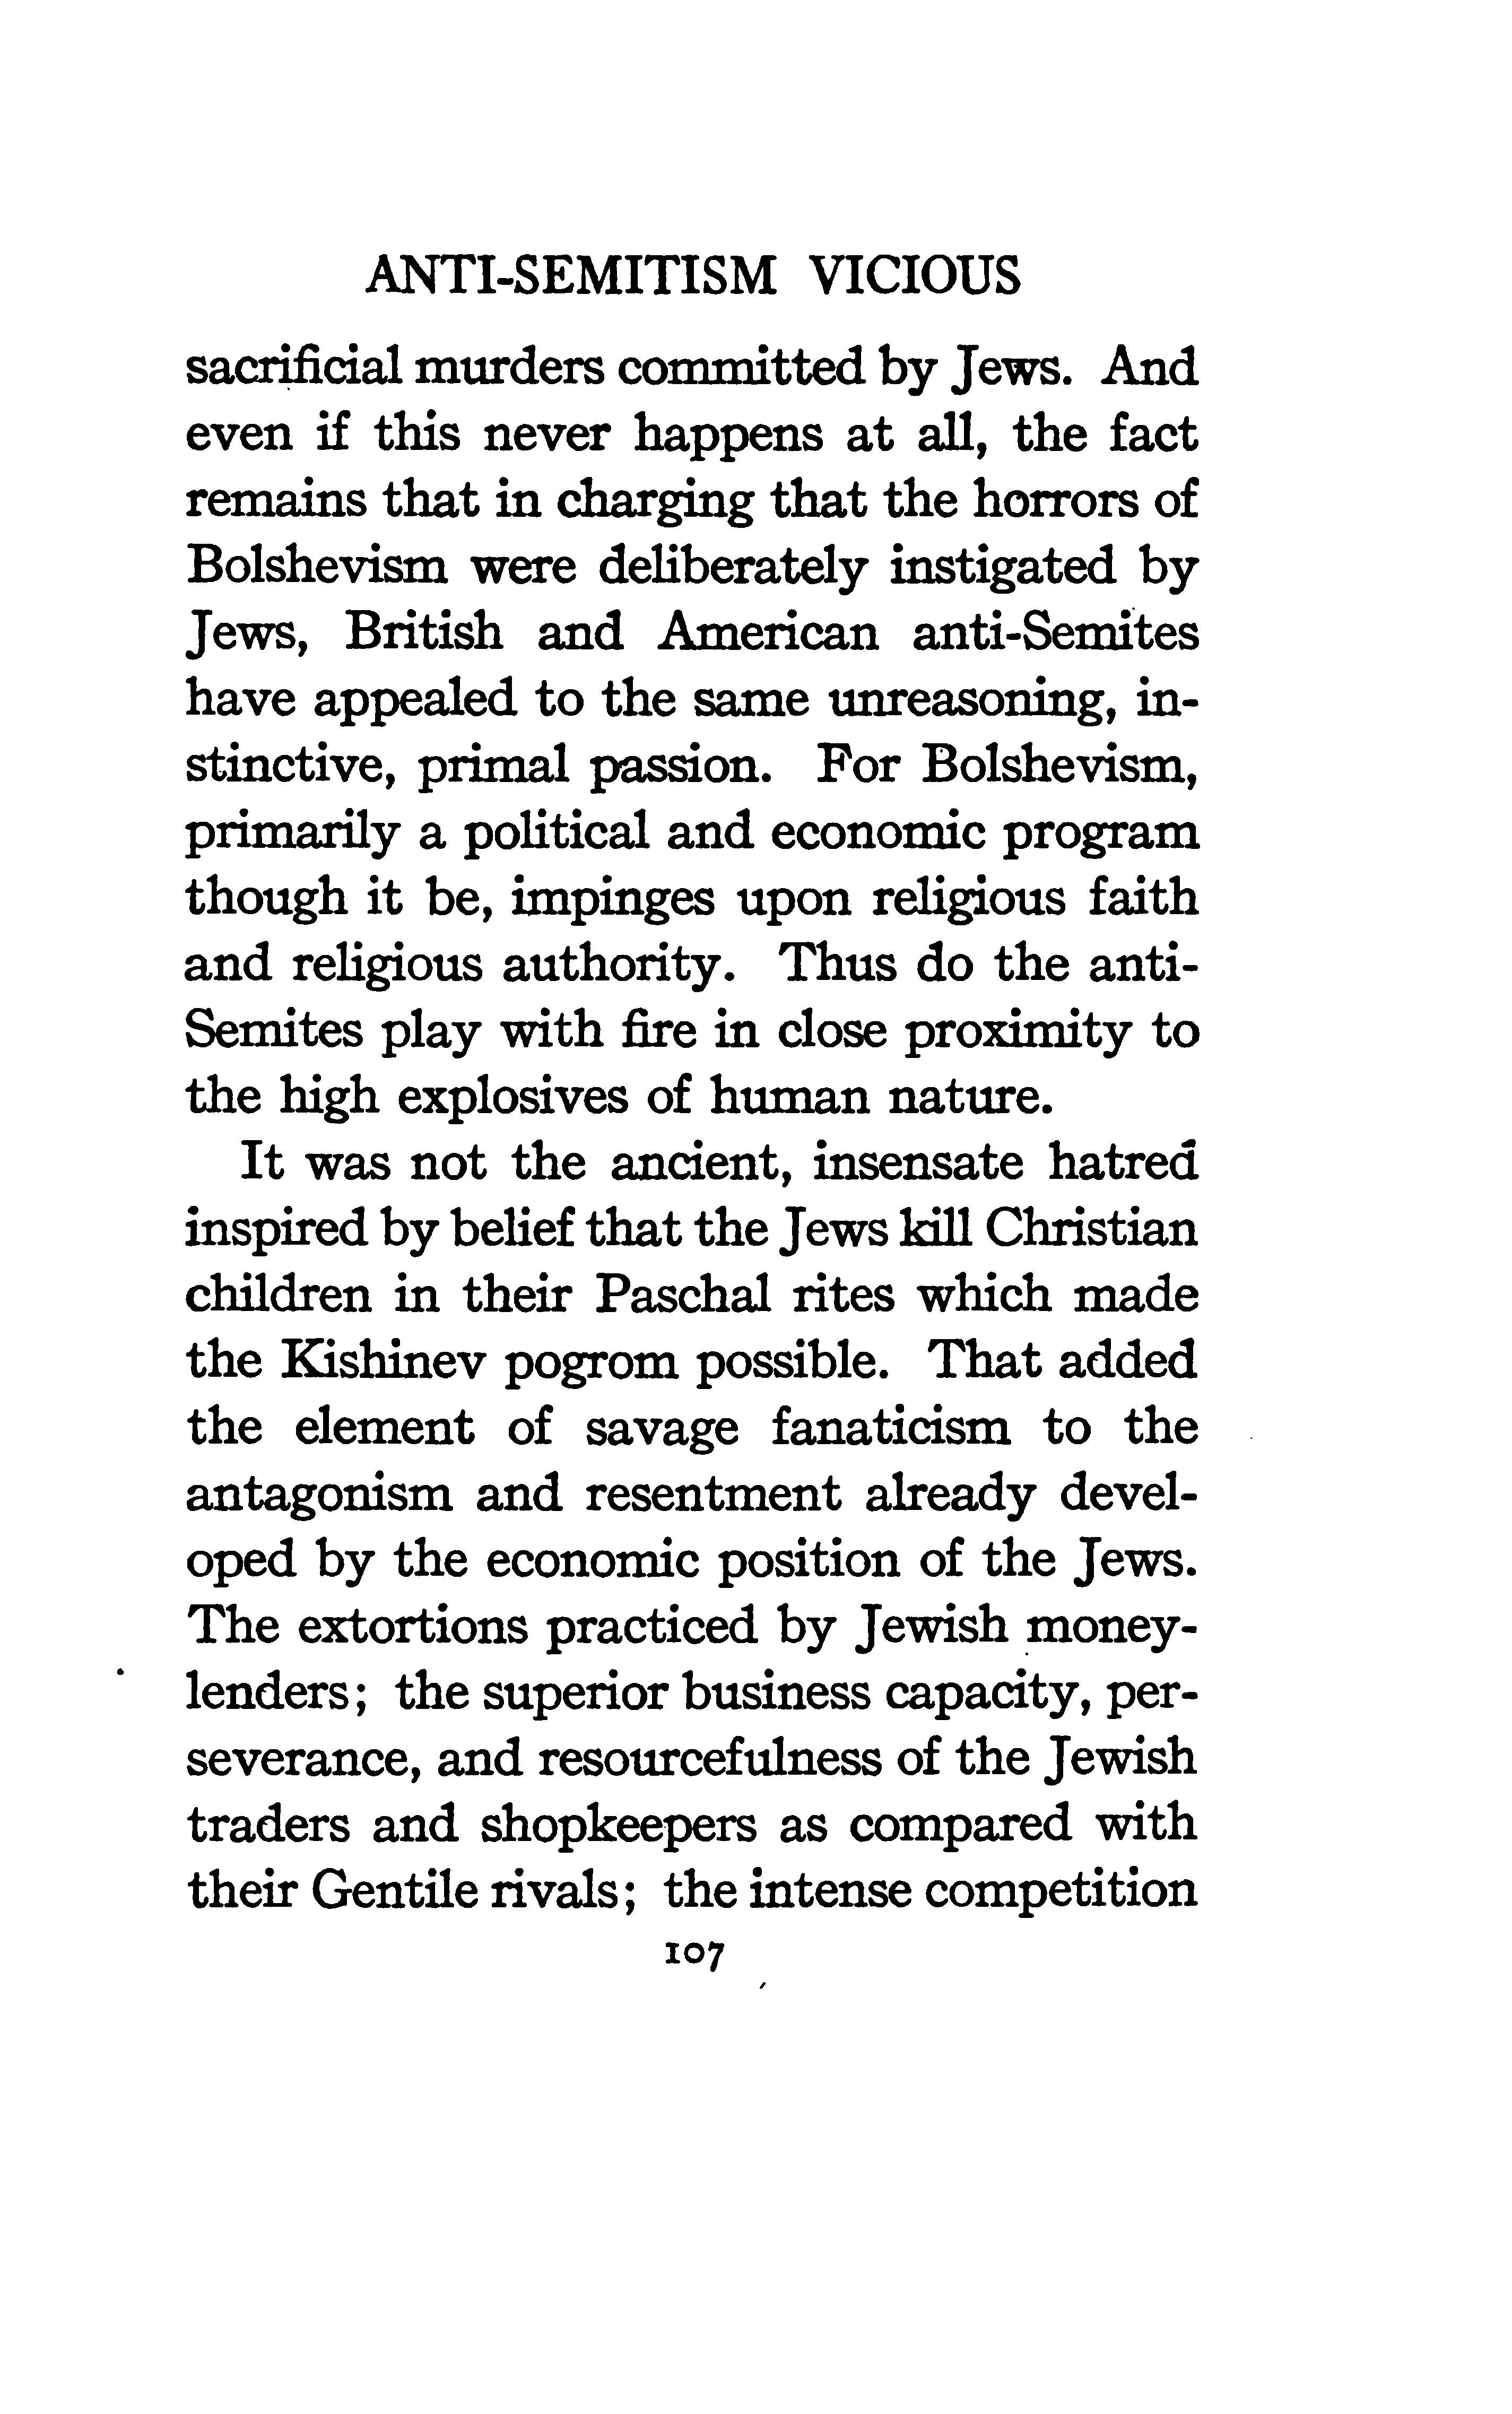 ANTI-SEMITISM VICIOUS
sacrificial murders committed by Jews. And
even if this never happens at all, the fact
remains that in charging that the horrors of
Bolshevism were deliberately instigated by
Jews, British and American anti-Semites
have appealed to the same unreasoning, in-
stinctive, primal passion. For Bolshevism,
primarily a political and economic program
though it be, impinges upon religious faith
and religious authority. Thus do the anti-
Semites play with fire in close proximity to
the high explosives of human nature.
It was not the ancient, insensate hatred
inspired by belief that the Jews kill Christian
children in their Paschal rites which made
the Kishinev pogrom possible. That added
the element of savage fanaticism to the
antagonism and resentment already devel-
oped by the economic position of the Jews.
The extortions practiced by Jewish money-
lenders; the superior business capacity, per-
severance, and resourcefulness of the Jewish
traders and shopkeepers as compared with
their Gentile rivals; the intense competition
107